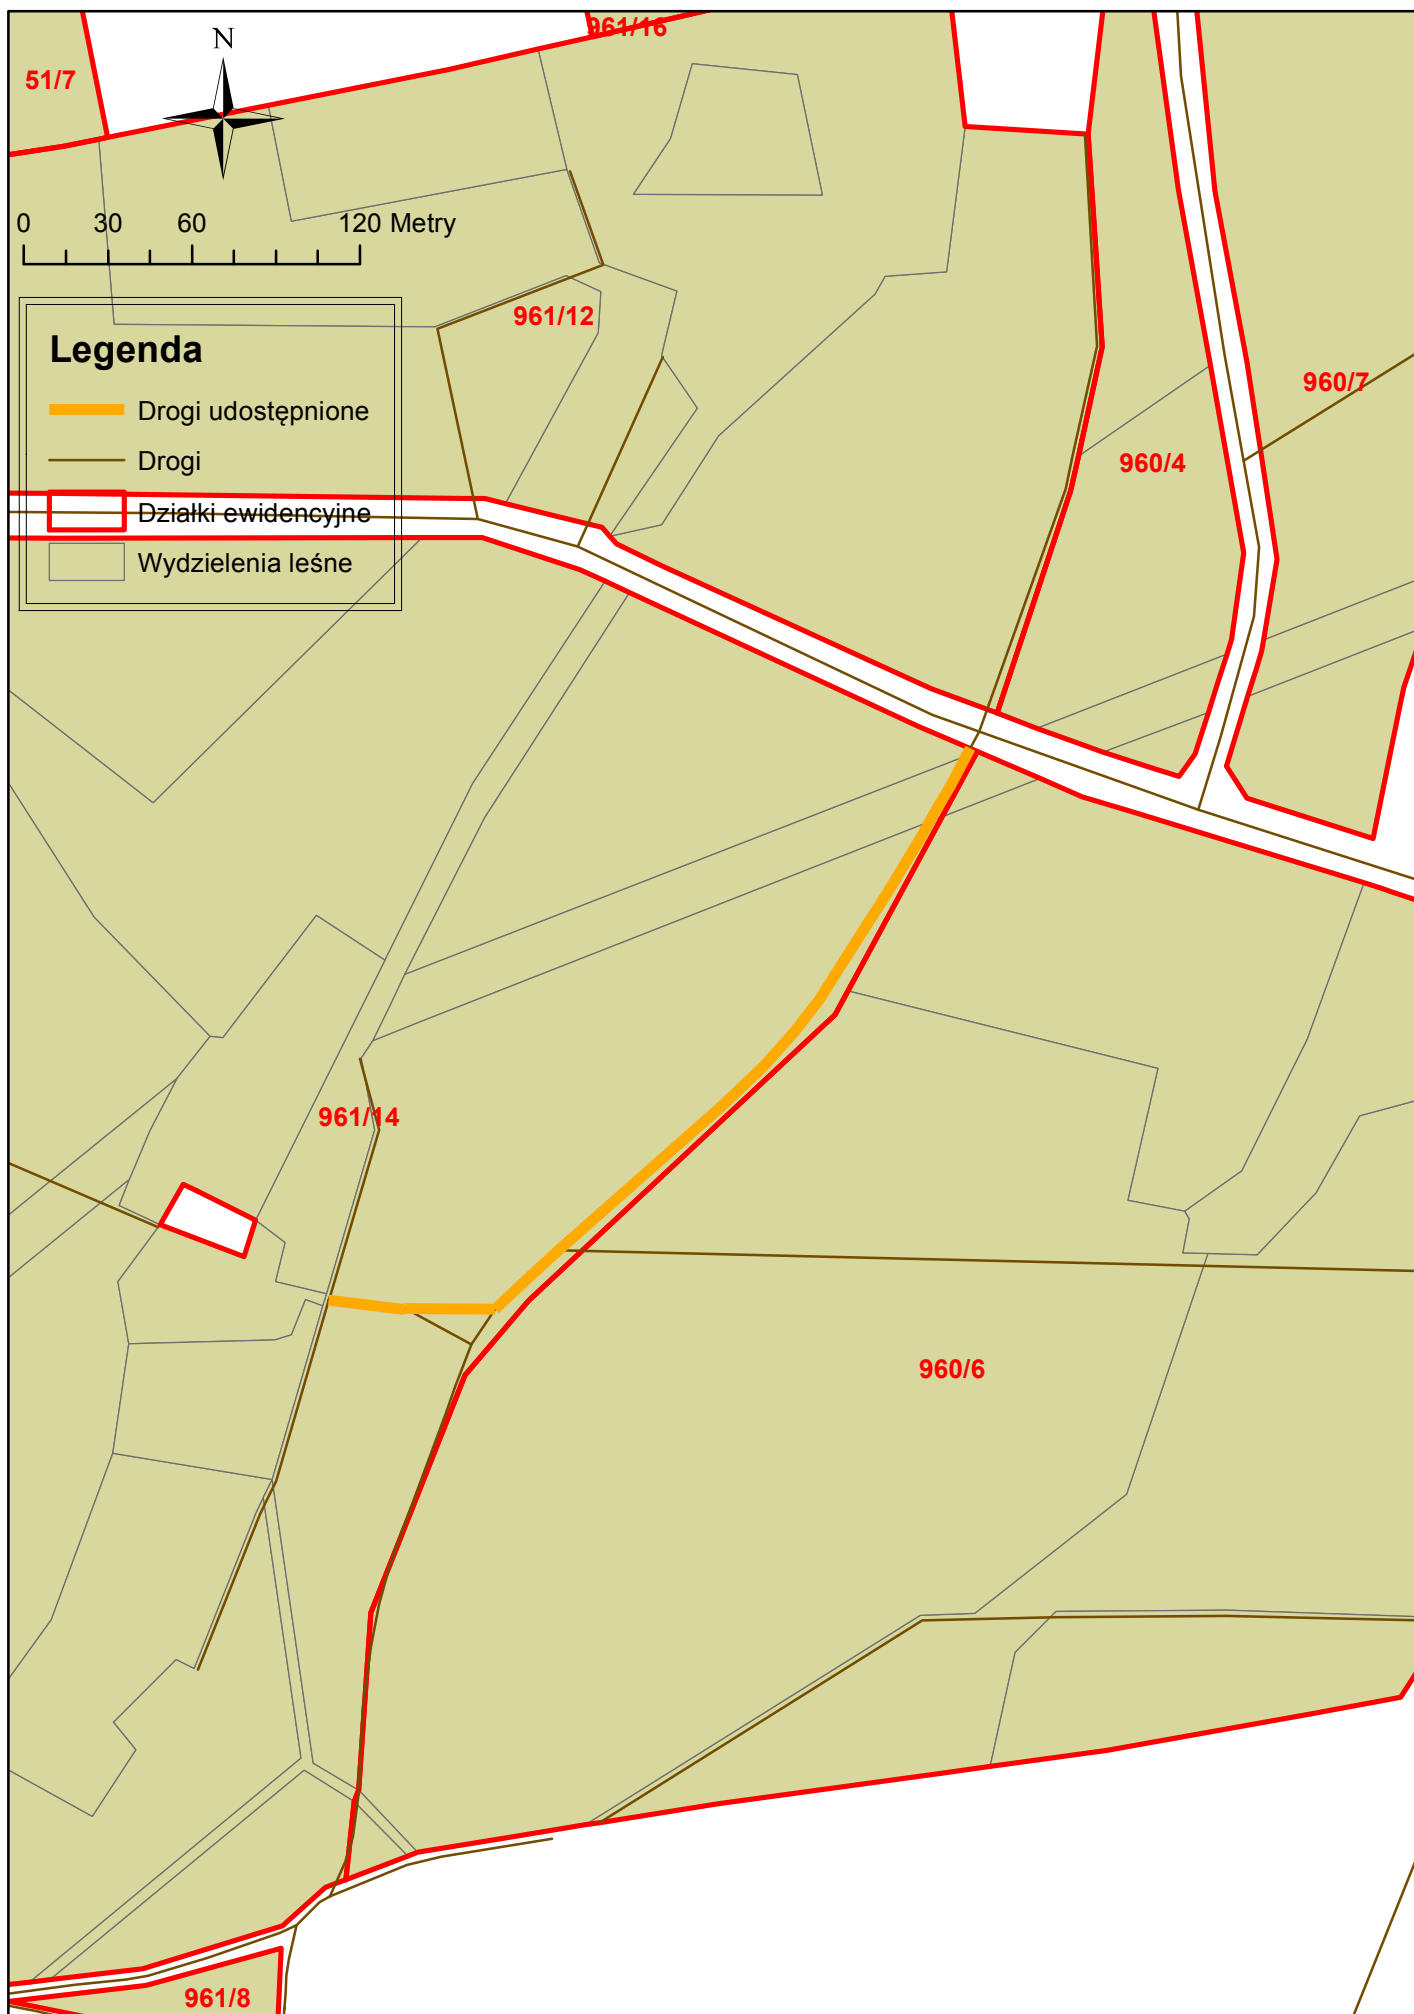 961/16
N
51/7
0 30 60 120 Metry
961/12
Legenda
Drogi udostępnione
Drogi
Działki ewidencyjne
Wydzielenia leśne
960/7
960/4
961/14
960/6
961/8